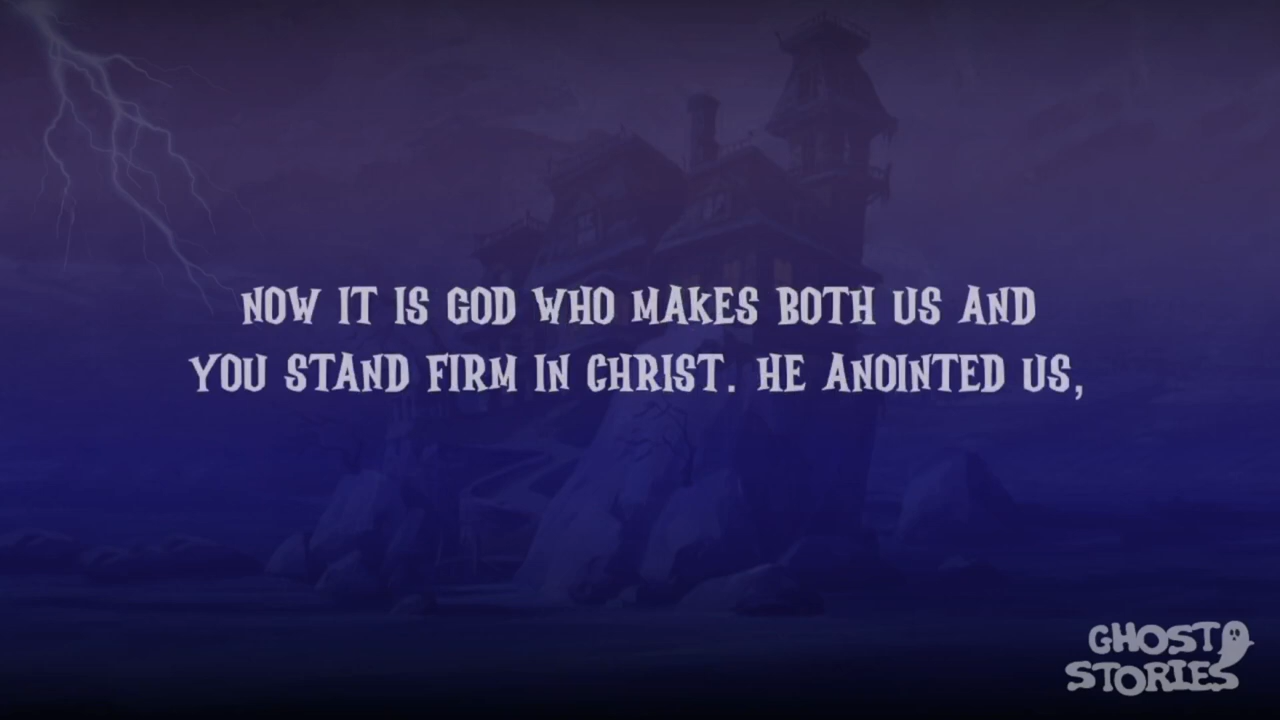 NOW IT IS GOD WHO MAKES BOTH US AND
YOU STAND FIRM IN CHRIST. HE ANOINTED US,
GHOST
STORIES